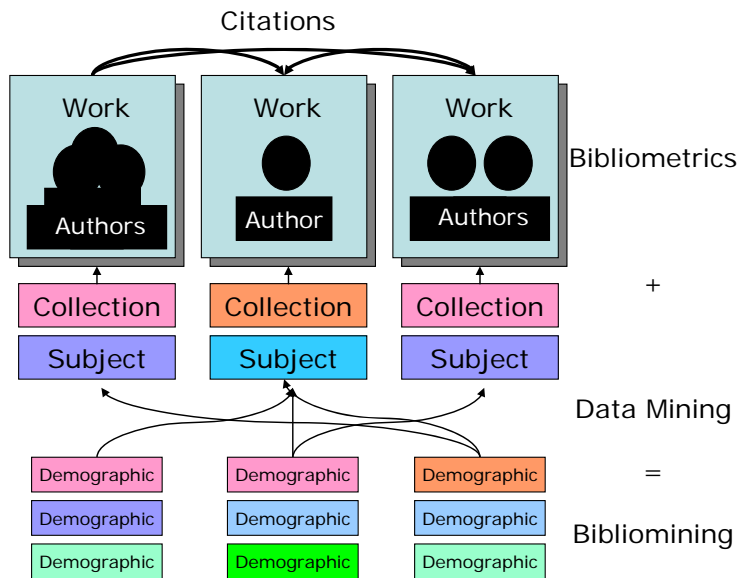 Citations
Work Work Work
Bibliometrics
Authors Author Authors
Collection Collection Collection
+
Subject Subject Subject
Data Mining
Demographic Demographic Demographic
=
Demographic Demographic Demographic
Bibliomining
Demographic Demographic Demographic